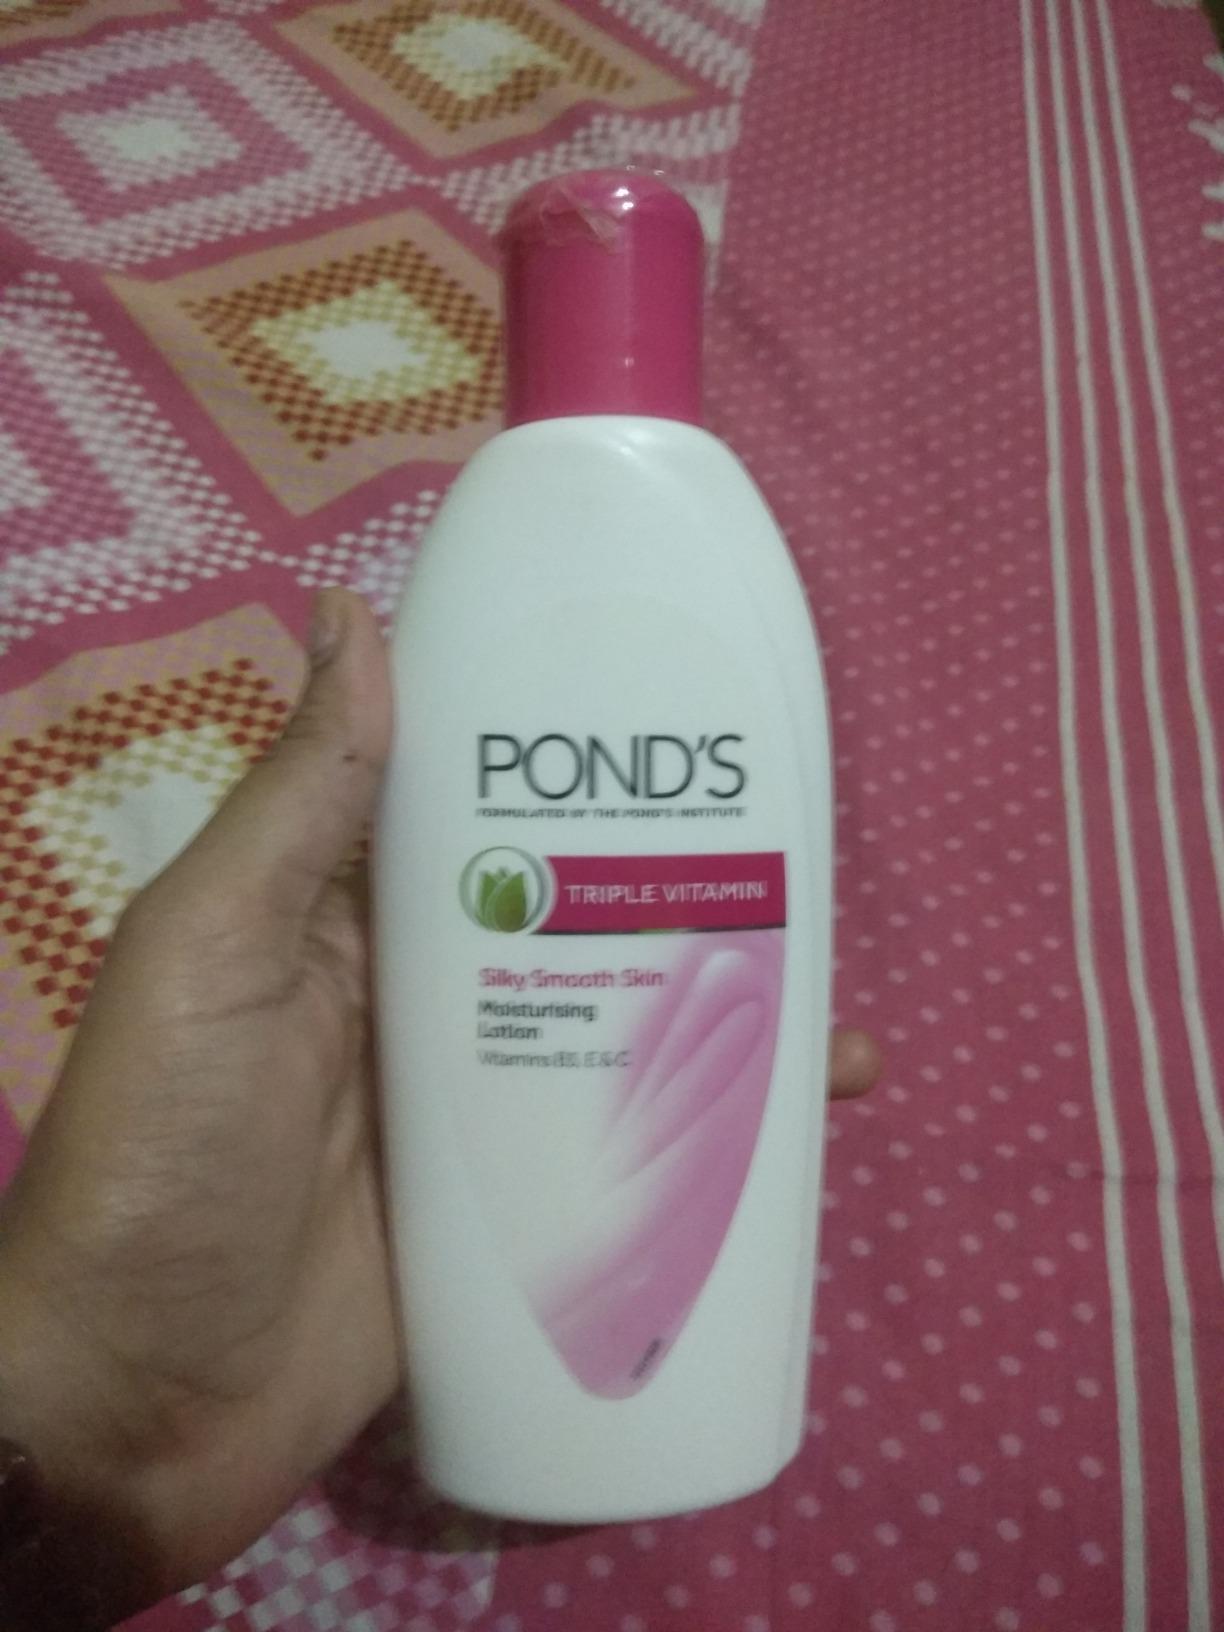 POND'S
FORMULATED BY THE POND'S INSTITUTE
TRIPLE VITAMIN
Silky Smooth Skin
Moisturising
Lotion
Vitamins B3, E & C